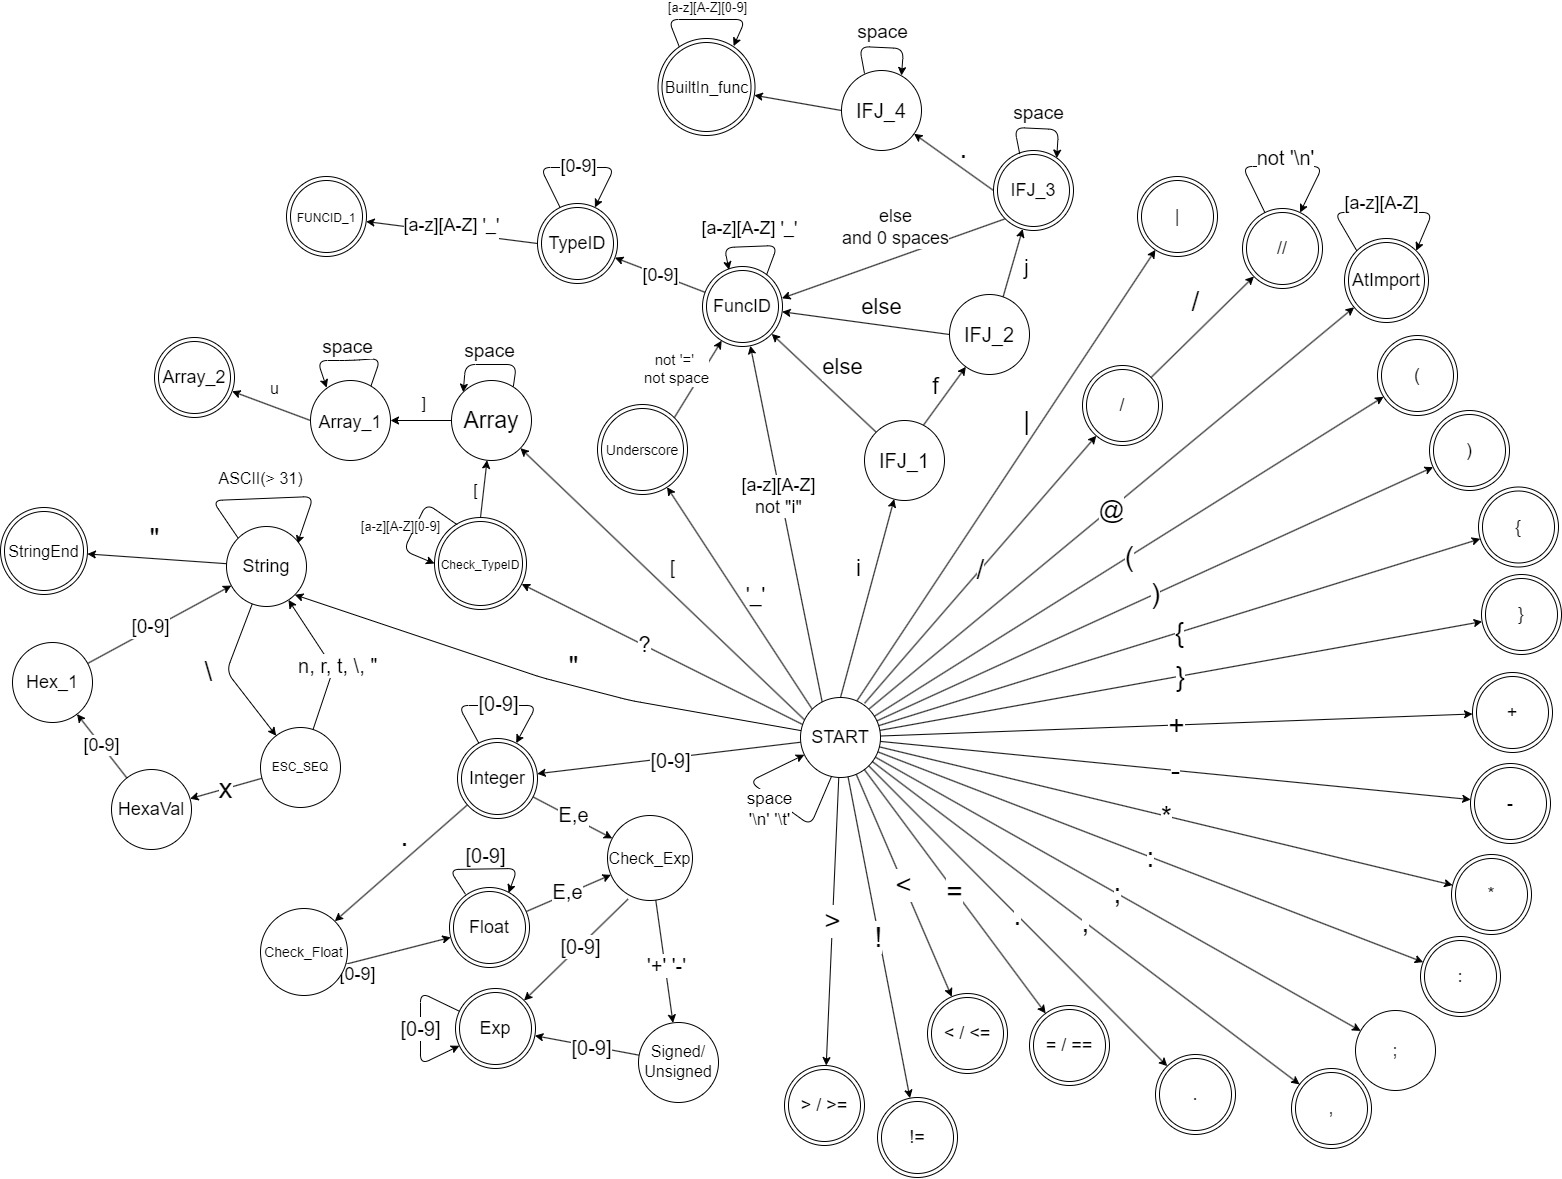 [a-z][A-Z][0-9]
space
BuiltIn_func
IFJ_4
space
.
IFJ_3
not '\n'
[0-9]
[a-z][A-Z]
FUNCID_1
[a-z][A-Z] '_'
TypeID
[a-z][A-Z] '_'
else
and 0 spaces
|
//
AtImport
[0-9]
FuncID
j
else
/
IFJ_2
space
space
not '='
not space
else
f
(
Array_2
u
Array_1
]
Array
/
|
)
Underscore
IFJ_1
ASCII(> 31)
[
[a-z][A-Z]
not "i"
@
[a-z][A-Z][0-9]
{
StringEnd
"
String
Check_TypeID
[
i
/
(
'_'
)
}
[0-9]
?
{
Hex_1
\
n, r, t, \, "
"
}
[0-9]
+
+
START
[0-9]
ESC_SEQ
[0-9]
-
Integer
x
HexaVal
space
'\n' '\t'
-
E,e
*
.
[0-9]
Check_Exp
:
E,e
<
=
;
*
Float
>
!
.
,
[0-9]
Check_Float
[0-9]
'+' '-'
:
[0-9]
Exp
[0-9]
Signed/
Unsigned
< / <=
= / ==
;
> / >=
!=
.
,